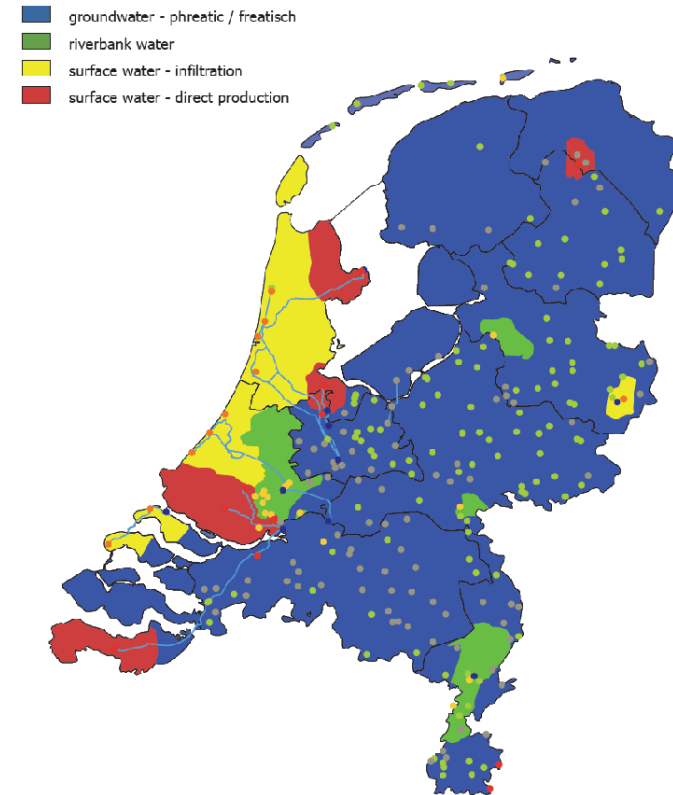 groundwater - phreatic / freatisch
riverbank water
surface water - infiltration
surface water - direct production